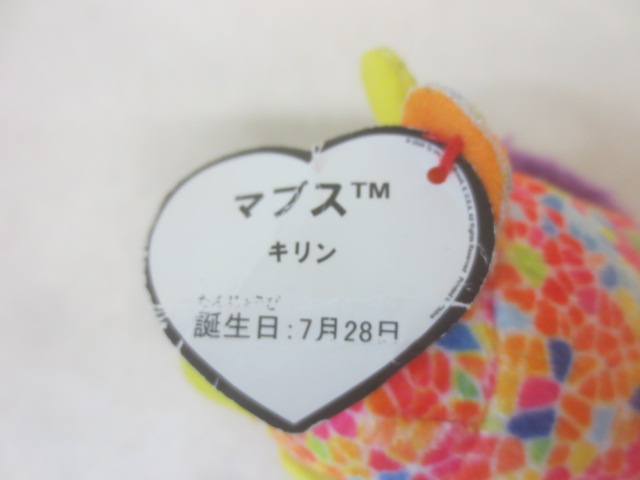 マブス™
キリン
たんじょうび
誕生日:7月28日